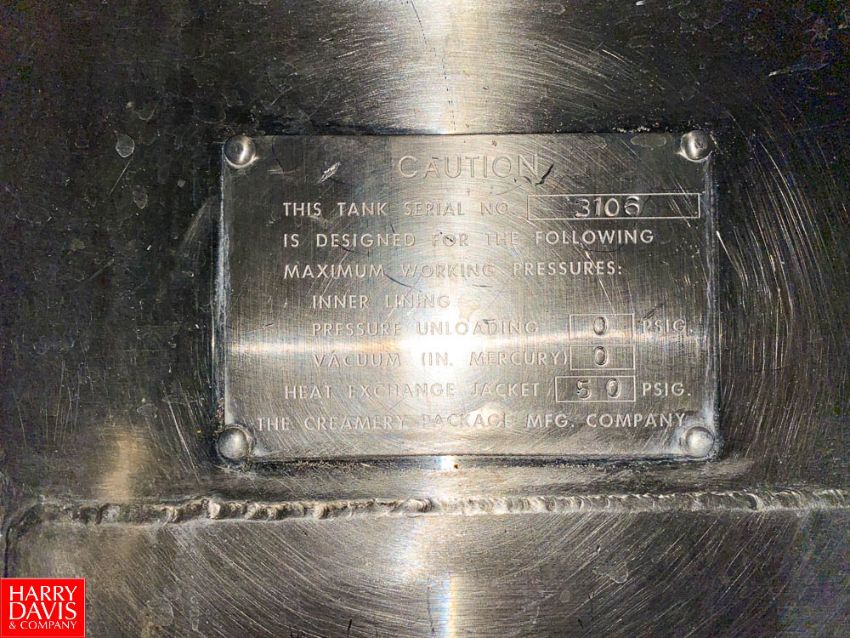 CAUTION
THIS TANK SERIAL NO. 3106
IS DESIGNED FOR THE FOLLOWING
MAXIMUM WORKING PRESSURES:
INNER LINING
PRESSURE UNLOADING 0 PSIG.
VACUUM (IN. MERCURY) 0
HEAT EXCHANGE JACKET 50 PSIG.
THE CREAMERY PACKAGE MFG. COMPANY
HARRY
DAVIS
& COMPANY